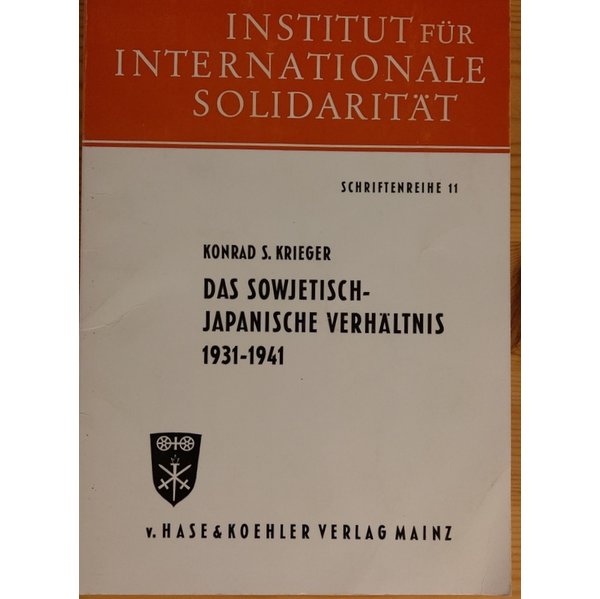 INSTITUT FÜR
INTERNATIONALE
SOLIDARITÄT
SCHRIFTENREIHE 11
KONRAD S. KRIEGER
DAS SOWJETISCH-
JAPANISCHE VERHÄLTNIS
1931-1941
v. HASE & KOEHLER VERLAG MAINZ